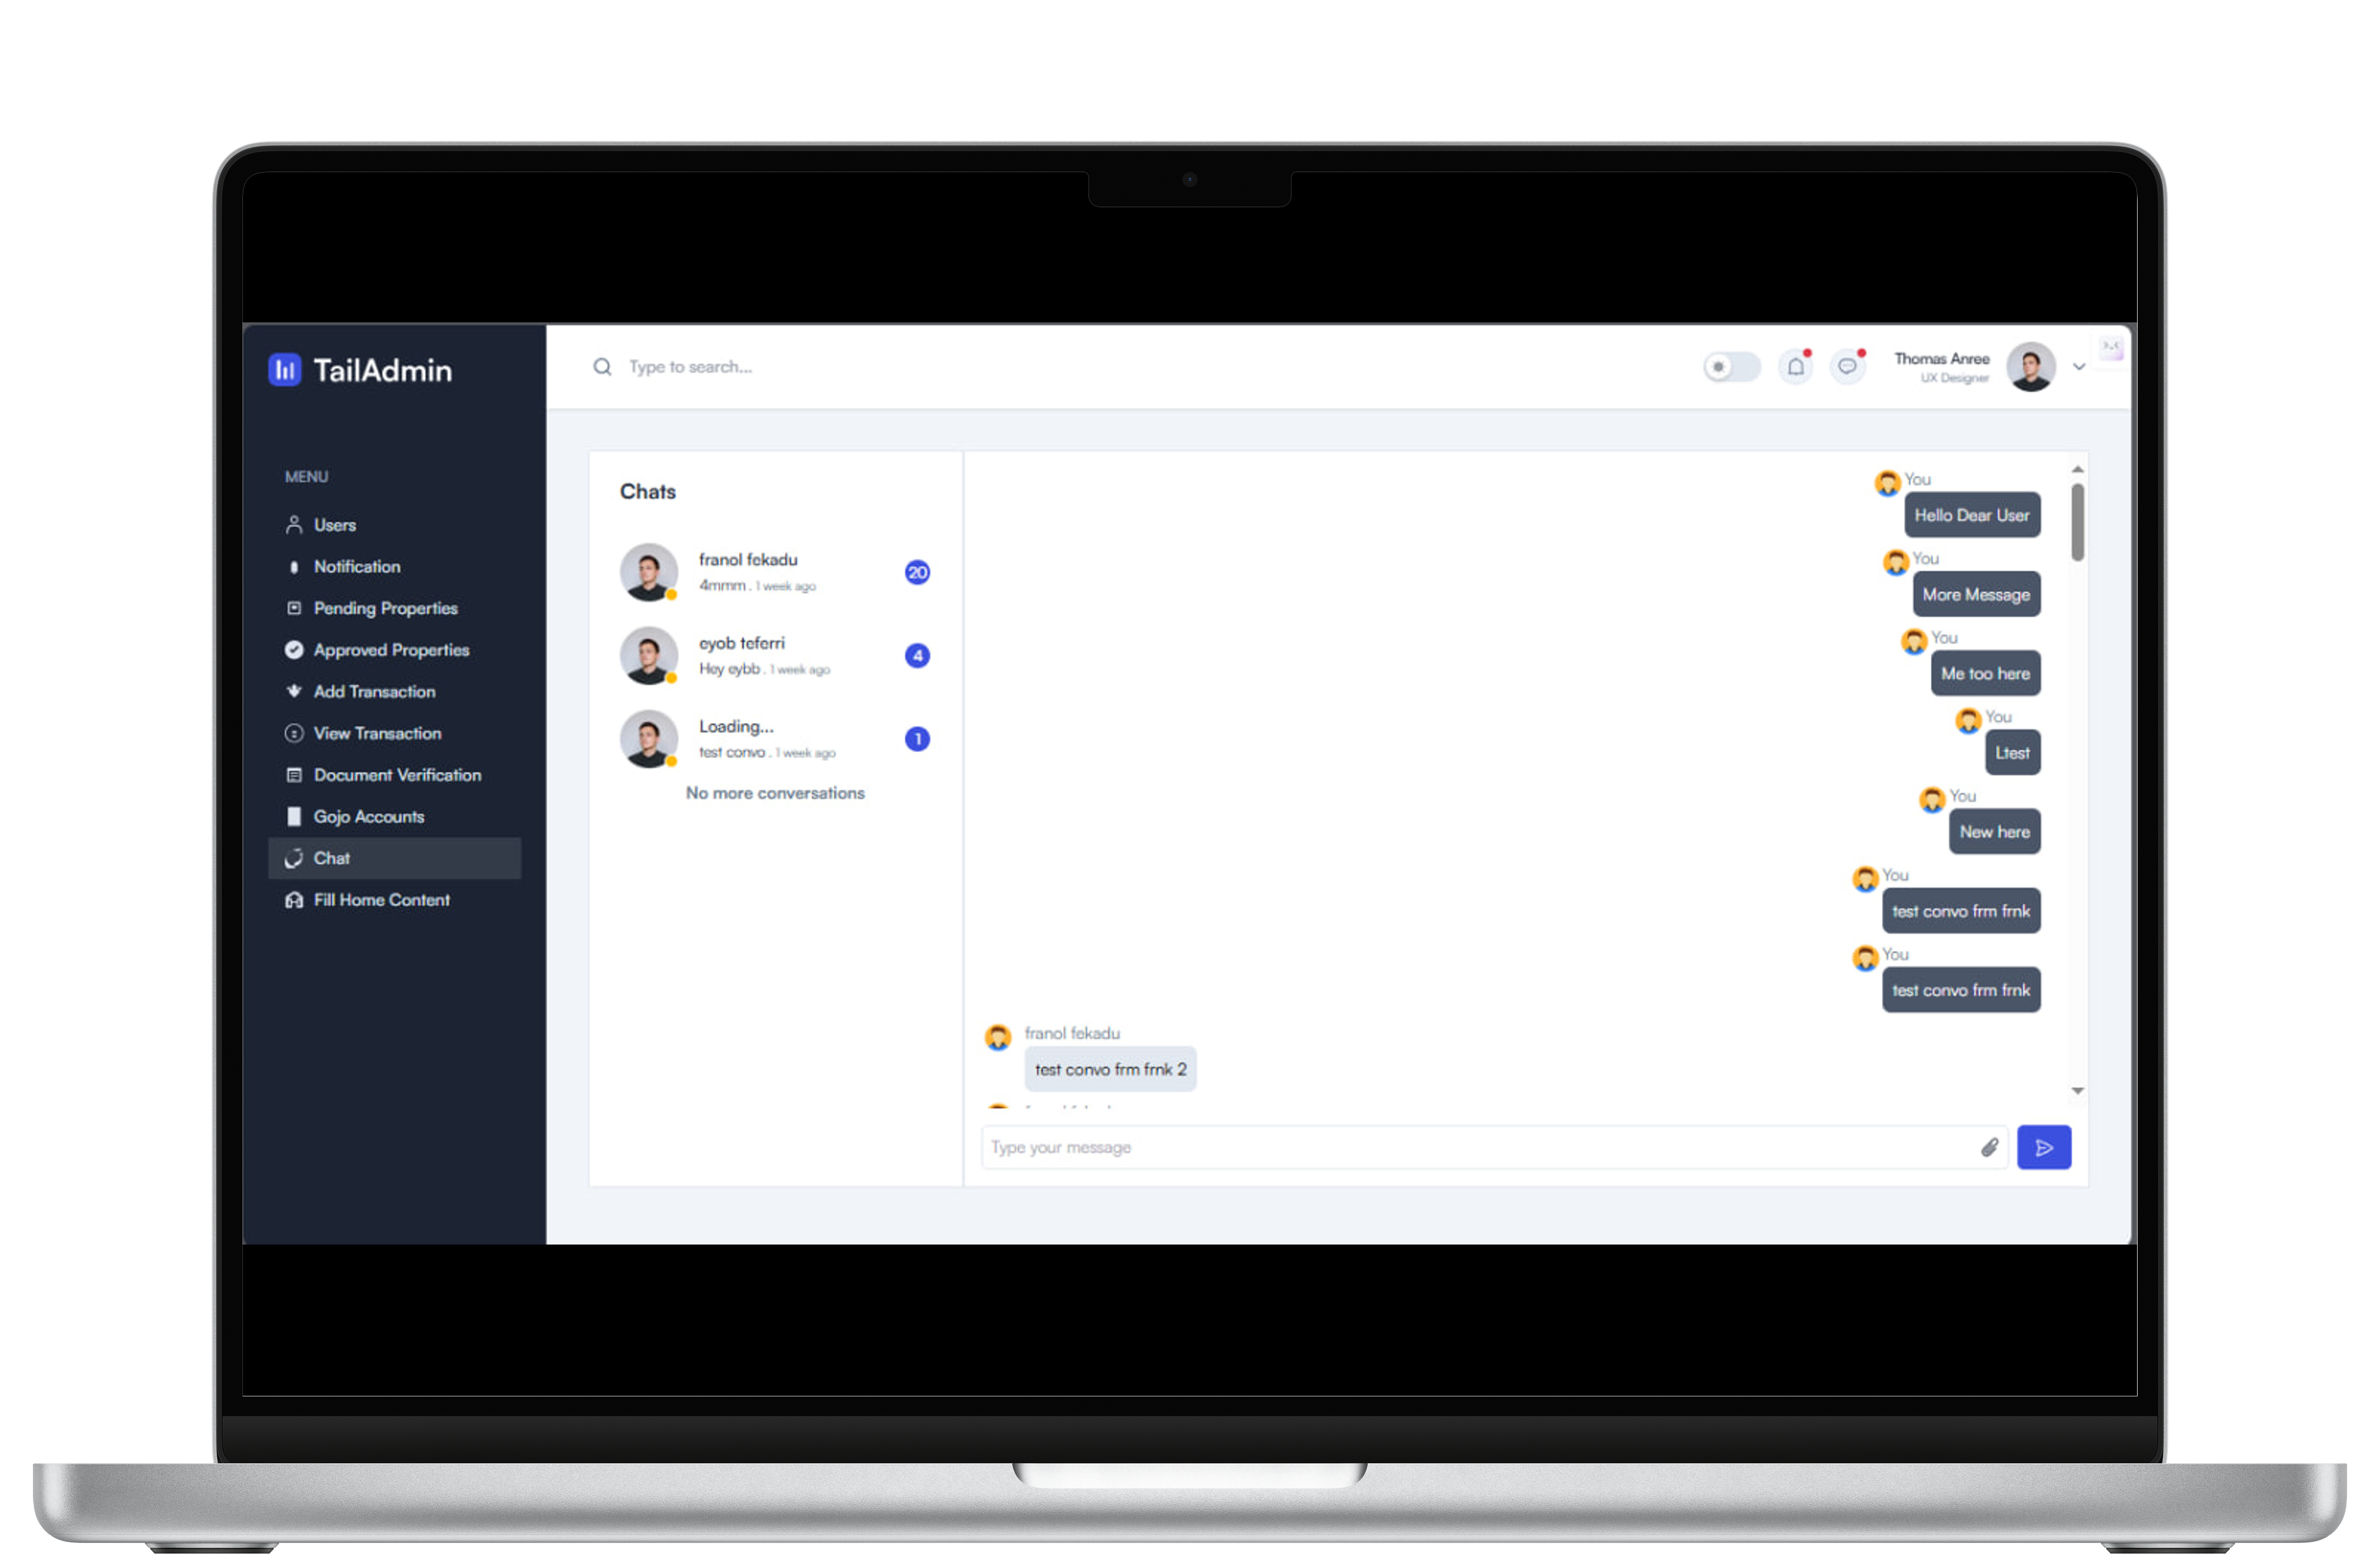 TailAdmin
Type to search...
Thomas Anree
UX Designer
MENU
Users
Notification
Pending Properties
Approved Properties
Add Transaction
View Transaction
Document Verification
Gojo Accounts
Chat
Fill Home Content
Chats
franol fekadu
4mmm . 1 week ago
20
eyob teferri
Hey eybb . 1 week ago
4
Loading...
test convo . 1 week ago
1
No more conversations
You
Hello Dear User
You
More Message
You
Me too here
You
Ltest
You
New here
You
test convo frm frnk
You
test convo frm frnk
franol fekadu
test convo frm frnk 2
Type your message